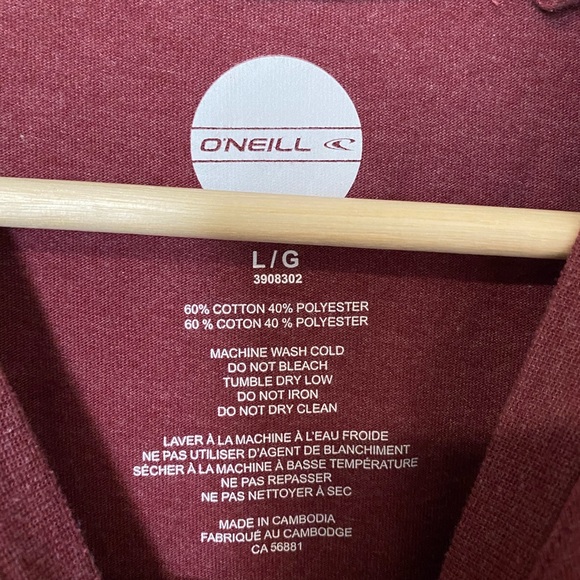 O'NEILL
L / G
3908302
60% COTTON 40% POLYESTER
60 % COTON 40 % POLYESTER
MACHINE WASH COLD
DO NOT BLEACH
TUMBLE DRY LOW
DO NOT IRON
DO NOT DRY CLEAN
LAVER À LA MACHINE À L'EAU FROIDE
NE PAS UTILISER D'AGENT DE BLANCHIMENT
SÉCHER À LA MACHINE À BASSE TEMPÉRATURE
NE PAS REPASSER
NE PAS NETTOYER À SEC
MADE IN CAMBODIA
FABRIQUÉ AU CAMBODGE
CA 56881